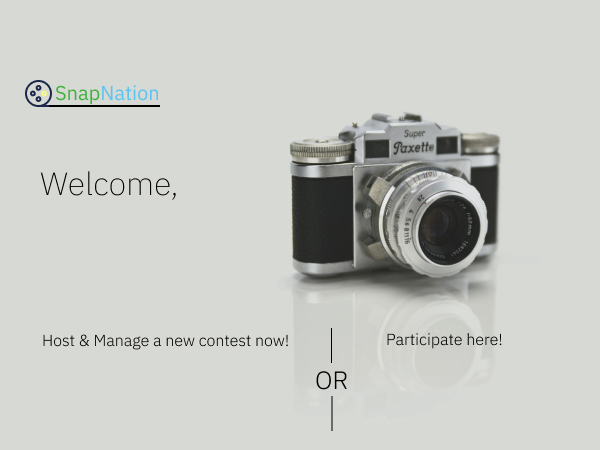 SnapNation
Super
Paxette
Welcome,
Host & Manage a new contest now!
Participate here!
OR